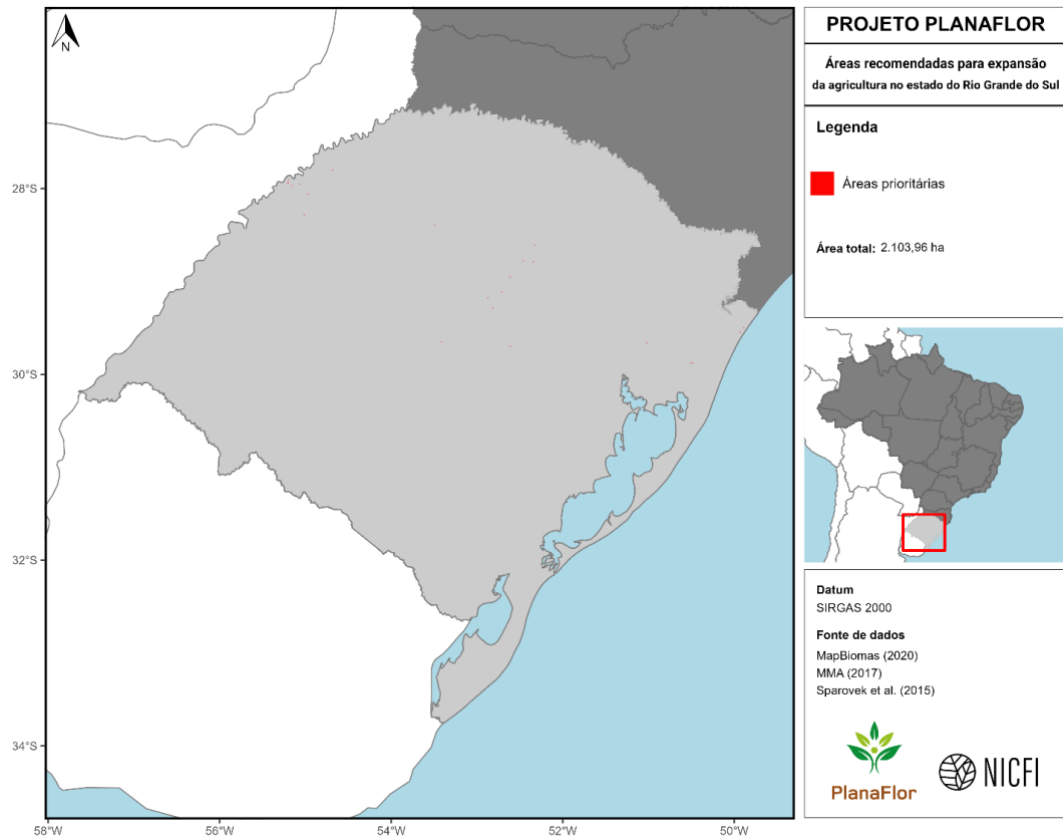 N
28°S
30°S
32°S
34°S
58°W
56°W
54°W
52°W
50°W
PROJETO PLANAFLOR
Áreas recomendadas para expansão
da agricultura no estado do Rio Grande do Sul
Legenda
Áreas prioritárias
Área total: 2.103,96 ha
Datum
SIRGAS 2000
Fonte de dados
MapBiomas (2020)
MMA (2017)
Sparovek et al. (2015)
PlanaFlor
NICFI